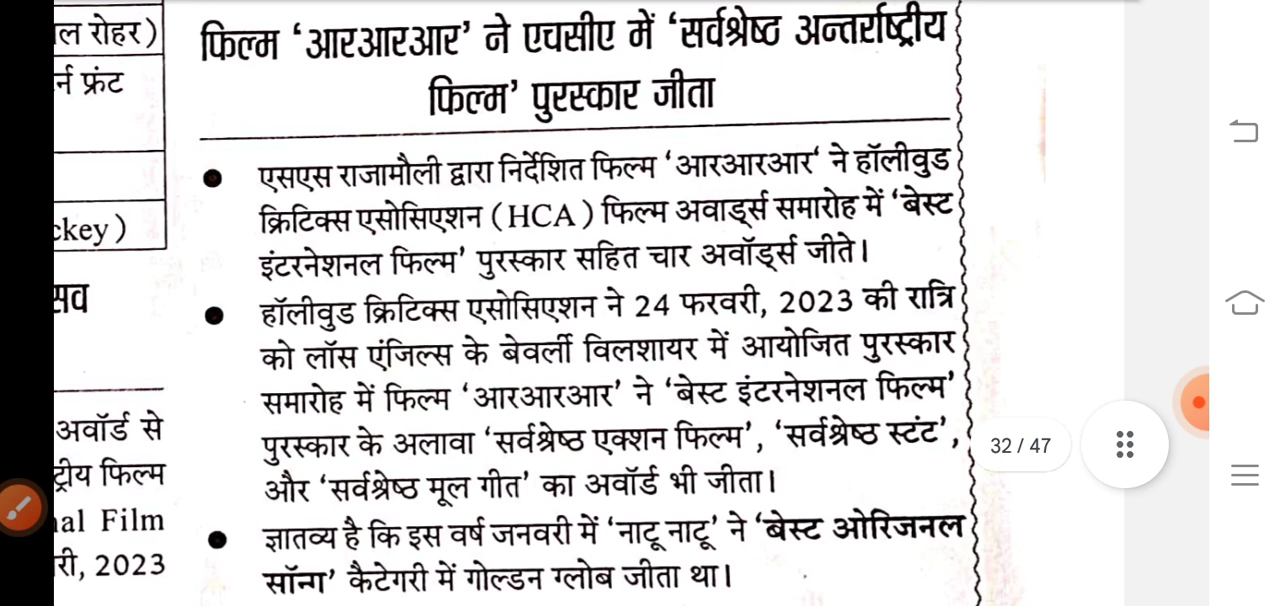 ल रोहर)
र्न फ्रंट
ckey)
सव
अवॉर्ड से
ट्रीय फिल्म
al Film
री, 2023
फिल्म ‘आरआरआर’ ने एचसीए में ‘सर्वश्रेष्ठ अन्तर्राष्ट्रीय
फिल्म’ पुरस्कार जीता
● एसएस राजामौली द्वारा निर्देशित फिल्म ‘आरआरआर‘ ने हॉलीवुड
क्रिटिक्स एसोसिएशन (HCA) फिल्म अवार्ड्स समारोह में ‘बेस्ट
इंटरनेशनल फिल्म’ पुरस्कार सहित चार अवॉर्ड्स जीते।
● हॉलीवुड क्रिटिक्स एसोसिएशन ने 24 फरवरी, 2023 की रात्रि
को लॉस एंजिल्स के बेवर्ली विलशायर में आयोजित पुरस्कार
समारोह में फिल्म ‘आरआरआर’ ने ‘बेस्ट इंटरनेशनल फिल्म’
पुरस्कार के अलावा ‘सर्वश्रेष्ठ एक्शन फिल्म’, ‘सर्वश्रेष्ठ स्टंट’,
और ‘सर्वश्रेष्ठ मूल गीत’ का अवॉर्ड भी जीता।
● ज्ञातव्य है कि इस वर्ष जनवरी में ‘नाटू नाटू’ ने ‘बेस्ट ओरिजनल
सॉन्ग’ कैटेगरी में गोल्डन ग्लोब जीता था।
32 / 47